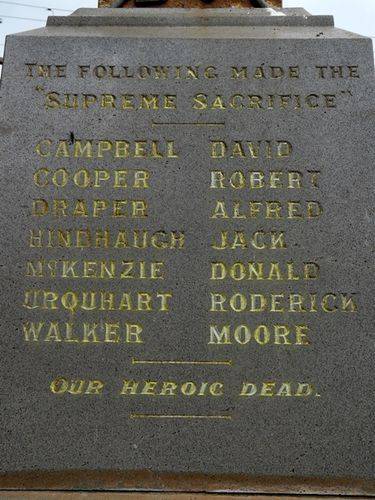 THE FOLLOWING MADE THE
"SUPREME SACRIFICE"
CAMPBELL DAVID
COOPER ROBERT
DRAPER ALFRED
HINDHAUGH JACK
McKENZIE DONALD
URQUHART RODERICK
WALKER MOORE
OUR HEROIC DEAD.